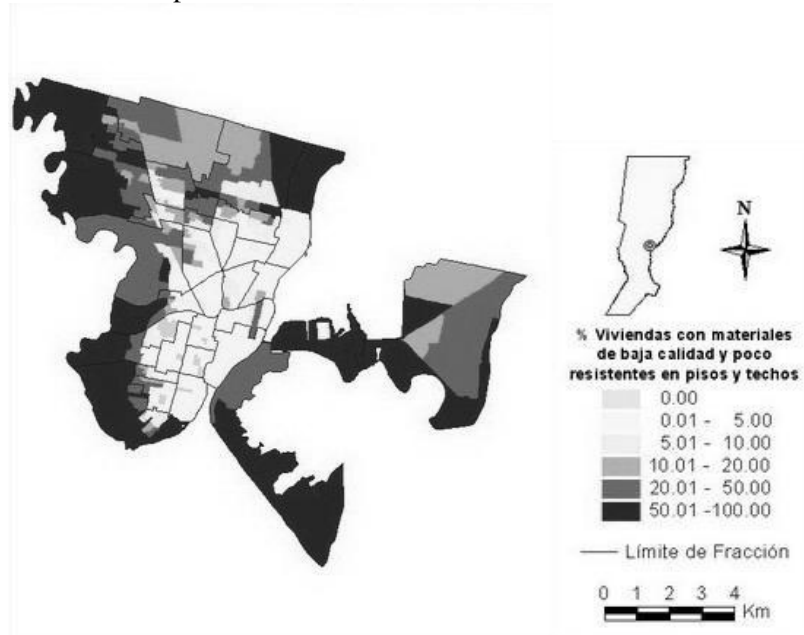 N
% Viviendas con materiales
de baja calidad y poco
resistentes en pisos y techos
0.00
0.01 - 5.00
5.01 - 10.00
10.01 - 20.00
20.01 - 50.00
50.01 -100.00
Límite de Fracción
0 1 2 3 4
Km